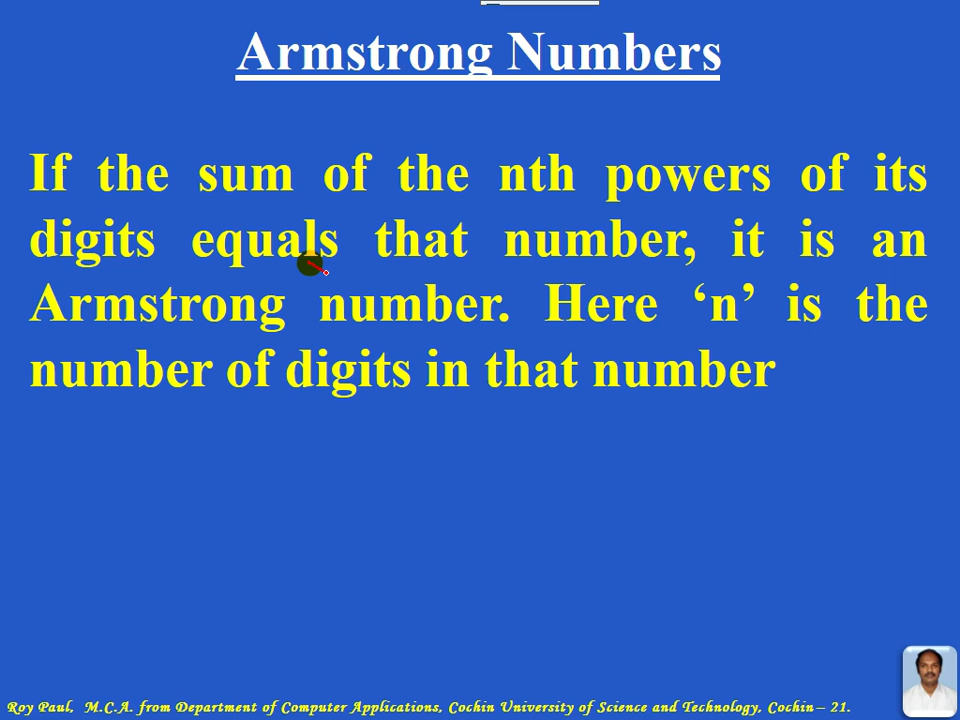 Armstrong Numbers
If the sum of the nth powers of its
digits equals that number, it is an
Armstrong number. Here ‘n’ is the
number of digits in that number
Roy Paul, M.C.A. from Department of Computer Applications, Cochin University of Science and Technology, Cochin – 21.